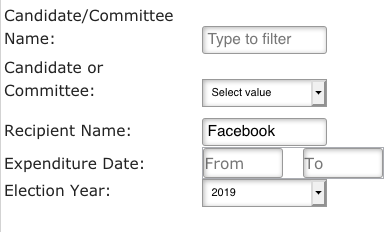 Candidate/Committee
Name: Type to filter
Candidate or
Committee: Select value
Recipient Name: Facebook
Expenditure Date: From To
Election Year: 2019